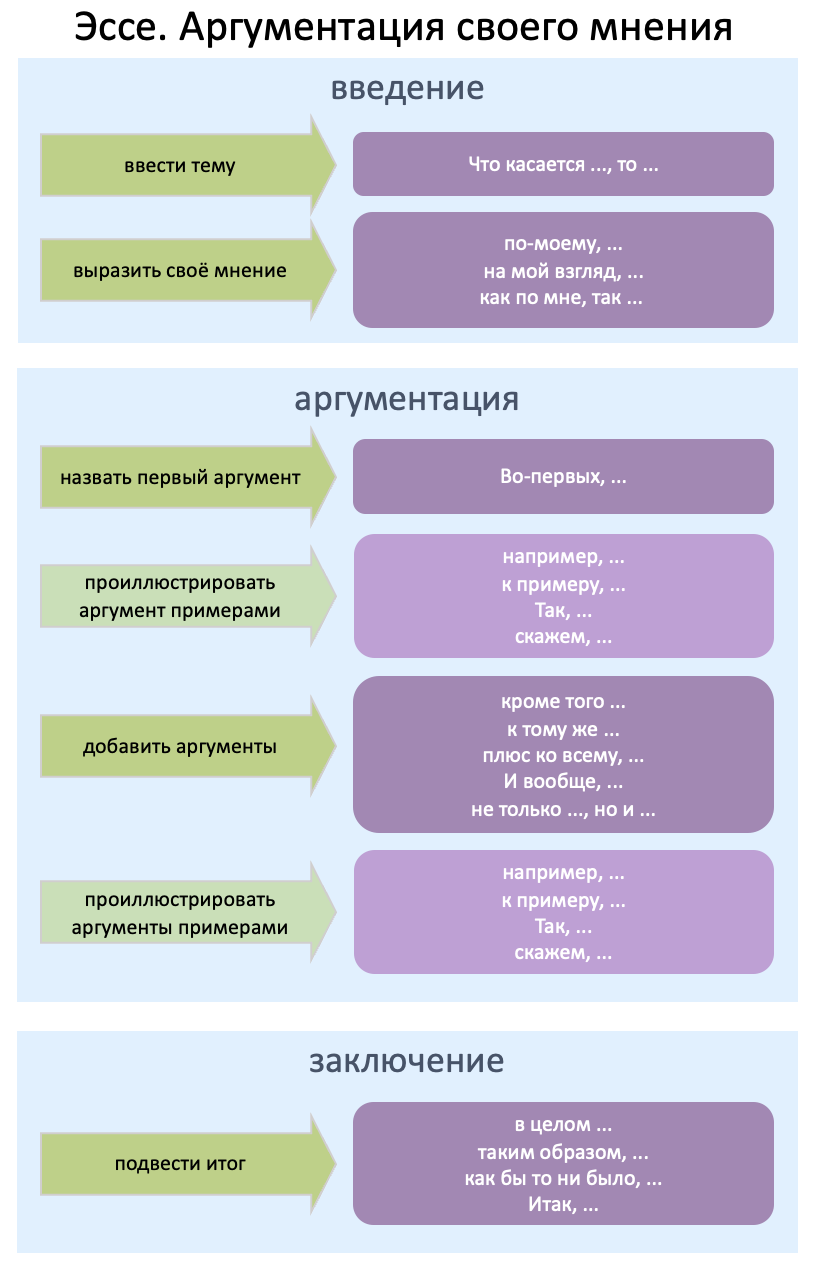 Эссе. Аргументация своего мнения
введение
ввести тему
Что касается ..., то ...
выразить своё мнение
по-моему, ...
на мой взгляд, ...
как по мне, так ...
аргументация
назвать первый аргумент
Во-первых, ...
проиллюстрировать
аргумент примерами
например, ...
к примеру, ...
Так, ...
скажем, ...
добавить аргументы
кроме того ...
к тому же ...
плюс ко всему, ...
И вообще, ...
не только ..., но и ...
проиллюстрировать
аргументы примерами
например, ...
к примеру, ...
Так, ...
скажем, ...
заключение
подвести итог
в целом ...
таким образом, ...
как бы то ни было, ...
Итак, ...